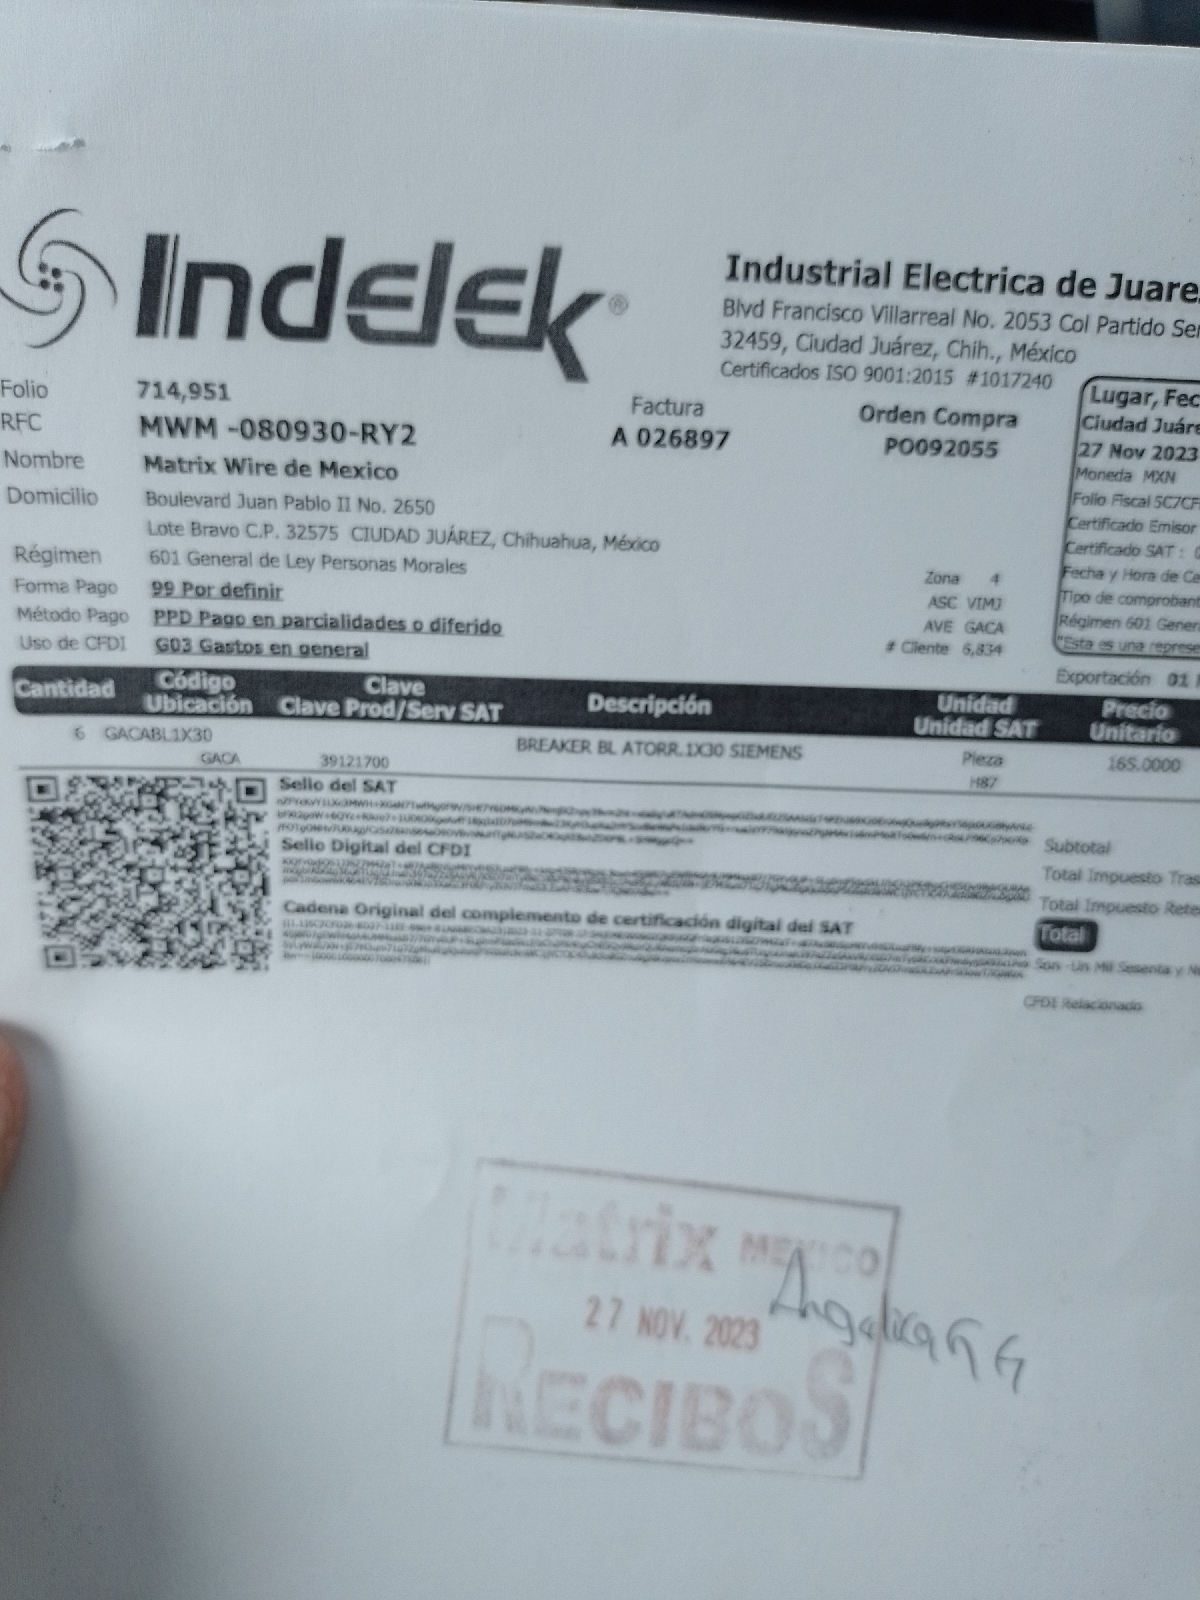 Indelek®
Industrial Electrica de Juare
Blvd Francisco Villarreal No. 2053 Col Partido Se
32459, Ciudad Juárez, Chih., México
Certificados ISO 9001:2015 #1017240
Folio 714,951
RFC MWM -080930-RY2
Nombre Matrix Wire de Mexico
Domicilio Boulevard Juan Pablo II No. 2650
Lote Bravo C.P. 32575 CIUDAD JUÁREZ, Chihuahua, México
Régimen 601 General de Ley Personas Morales
Forma Pago 99 Por definir
Método Pago PPD Pago en parcialidades o diferido
Uso de CFDI G03 Gastos en general
Factura
A 026897
Orden Compra
PO092055
Zona 4
ASC VIMJ
AVE GACA
# Cliente 6,834
Lugar, Fec
Ciudad Juáre
27 Nov 2023
Moneda MXN
Folio Fiscal 5C7CF
Certificado Emisor
Certificado SAT :
Fecha y Hora de Ce
Tipo de comprobant
Régimen 601 Gener
"Esta es una represe
Exportación 01
Cantidad Código Ubicación Clave Clave Prod/Serv SAT Descripción Unidad Unidad SAT Precio Unitario
6 GACABL1X30 BREAKER BL ATORR.1X30 SIEMENS Pieza 165.0000
GACA 39121700 H87
Sello del SAT
Sello Digital del CFDI
Cadena Original del complemento de certificación digital del SAT
Subtotal
Total Impuesto Tras
Total Impuesto Rete
Total
Son -Un Mil Sesenta y N
CFDI Relacionado
Matrix MEXICO
27 NOV. 2023
RECIBOS
Angelica G G